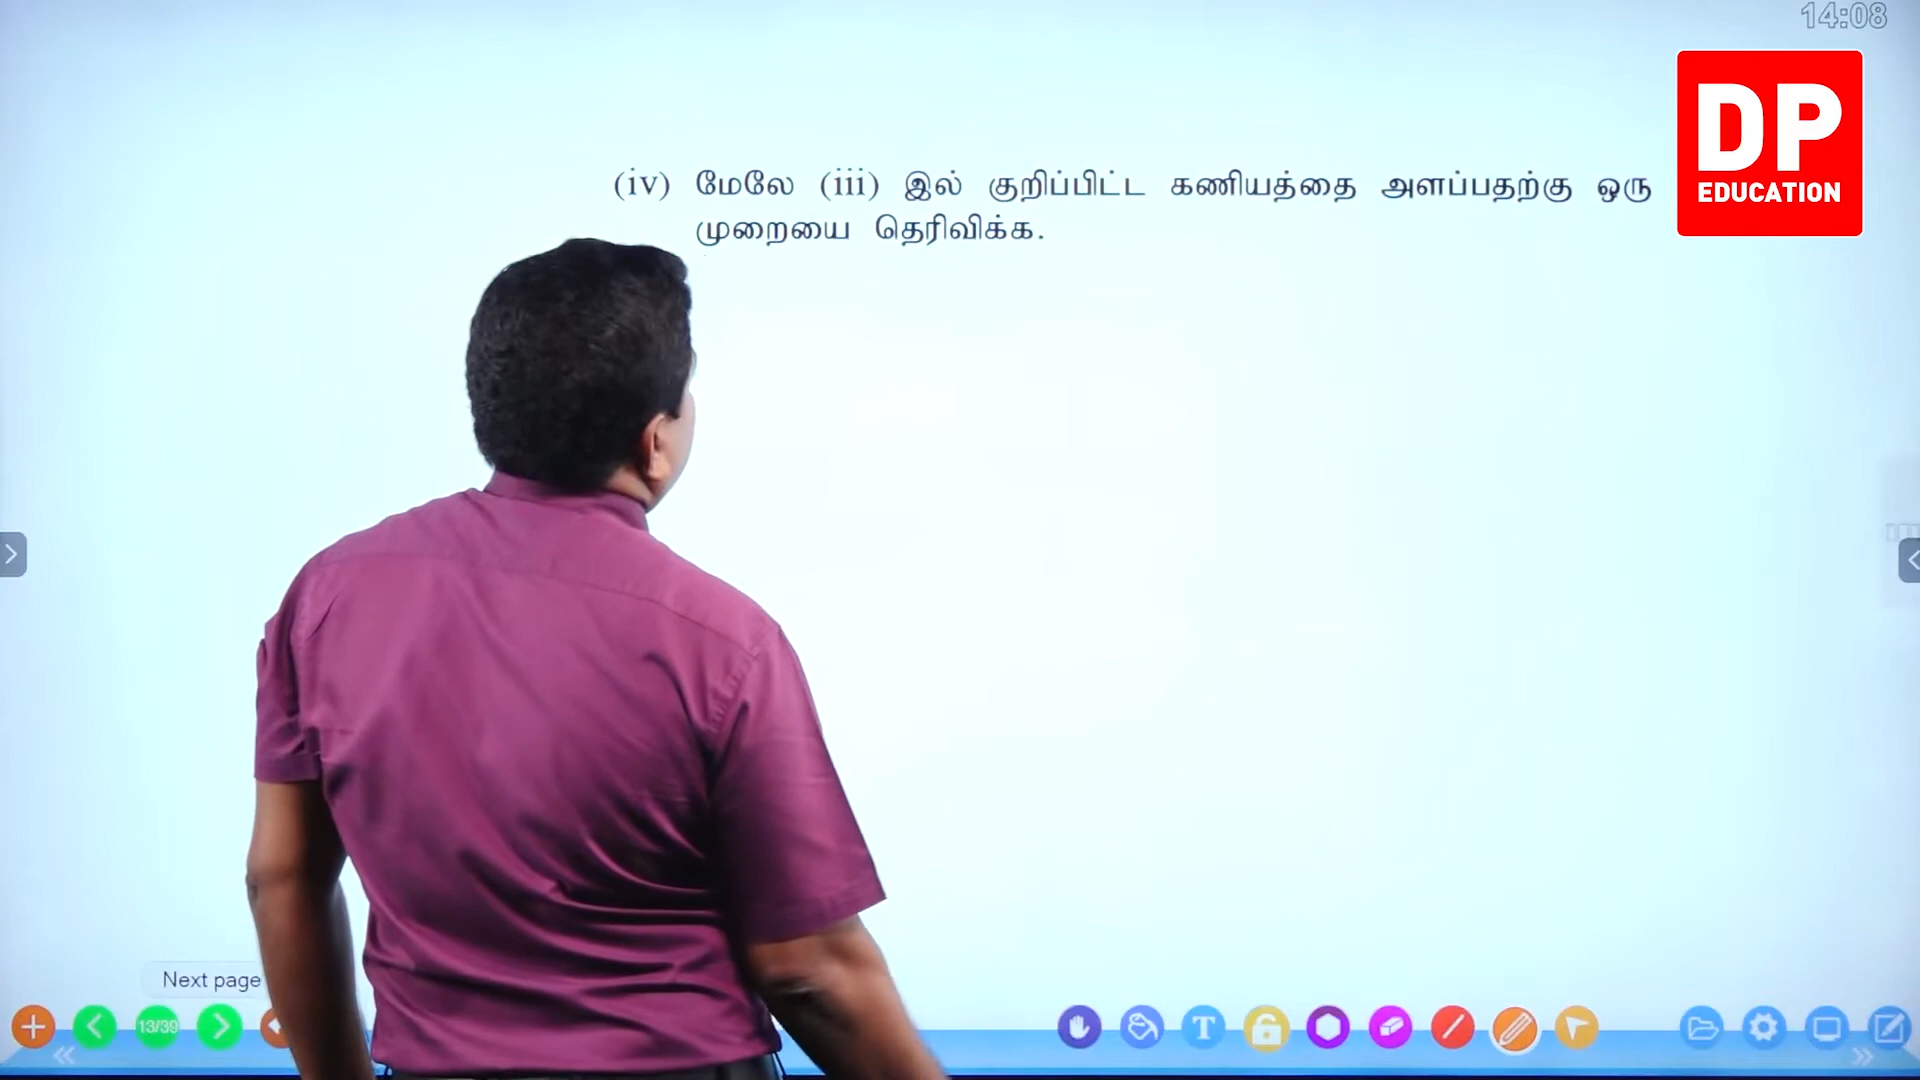 14:08
DP
EDUCATION
(iv) மேலே (iii) இல் குறிப்பிட்ட கணியத்தை அளப்பதற்கு ஒரு
முறையை தெரிவிக்க.
Next page
13/39
T